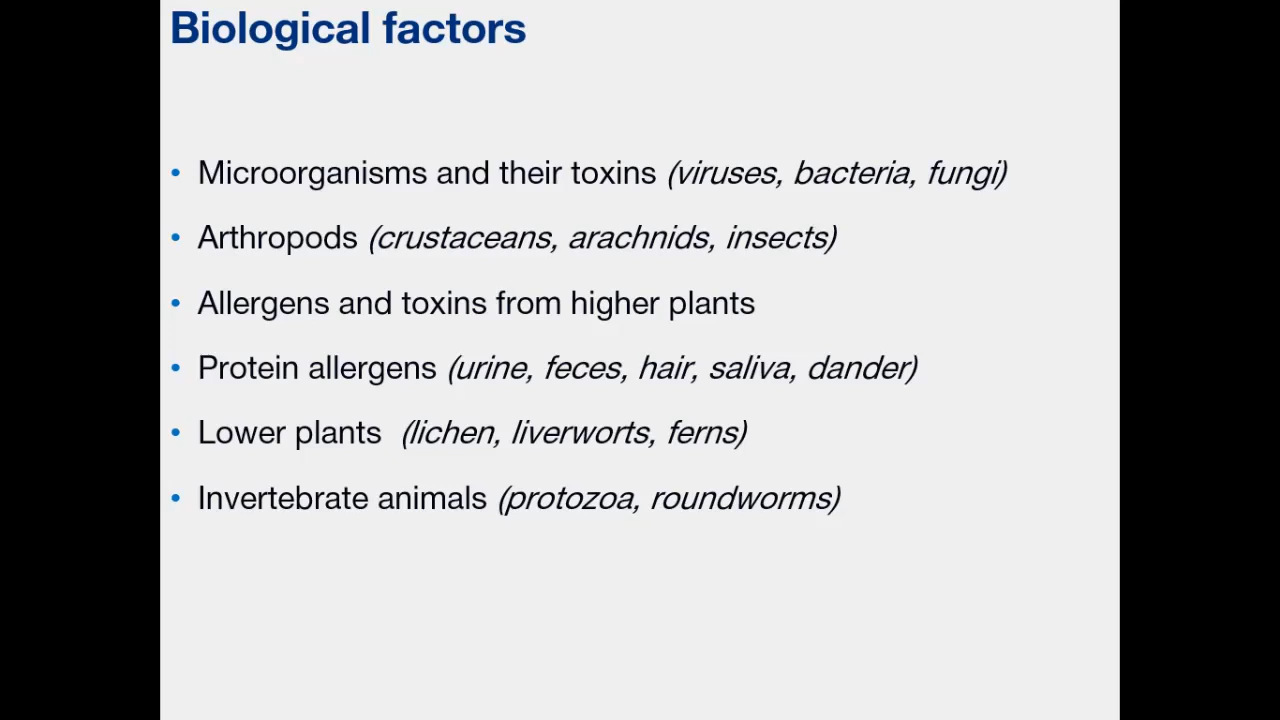 Biological factors
• Microorganisms and their toxins (viruses, bacteria, fungi)
• Arthropods (crustaceans, arachnids, insects)
• Allergens and toxins from higher plants
• Protein allergens (urine, feces, hair, saliva, dander)
• Lower plants (lichen, liverworts, ferns)
• Invertebrate animals (protozoa, roundworms)